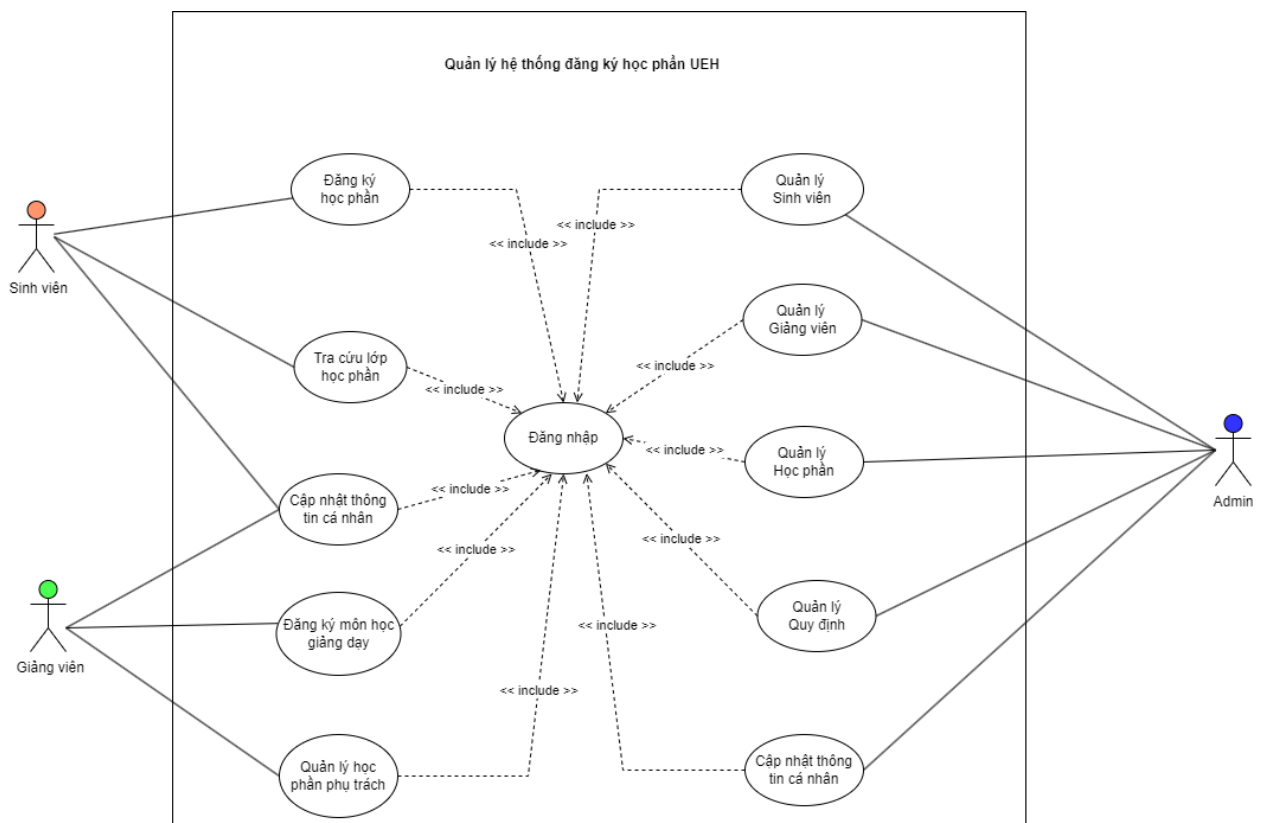 Quản lý hệ thống đăng ký học phần UEH
Đăng ký
học phần
Quản lý
Sinh viên
<< include >>
<< include >>
Sinh viên
Quản lý
Giảng viên
Tra cứu lớp
học phần
<< include >>
<< include >>
Đăng nhập
<< include >>
Quản lý
Học phần
Admin
Cập nhật thông
tin cá nhân
<< include >>
<< include >>
<< include >>
Quản lý
Quy định
Đăng ký môn học
giảng dạy
<< include >>
Giảng viên
<< include >>
Quản lý học
phần phụ trách
Cập nhật thông
tin cá nhân